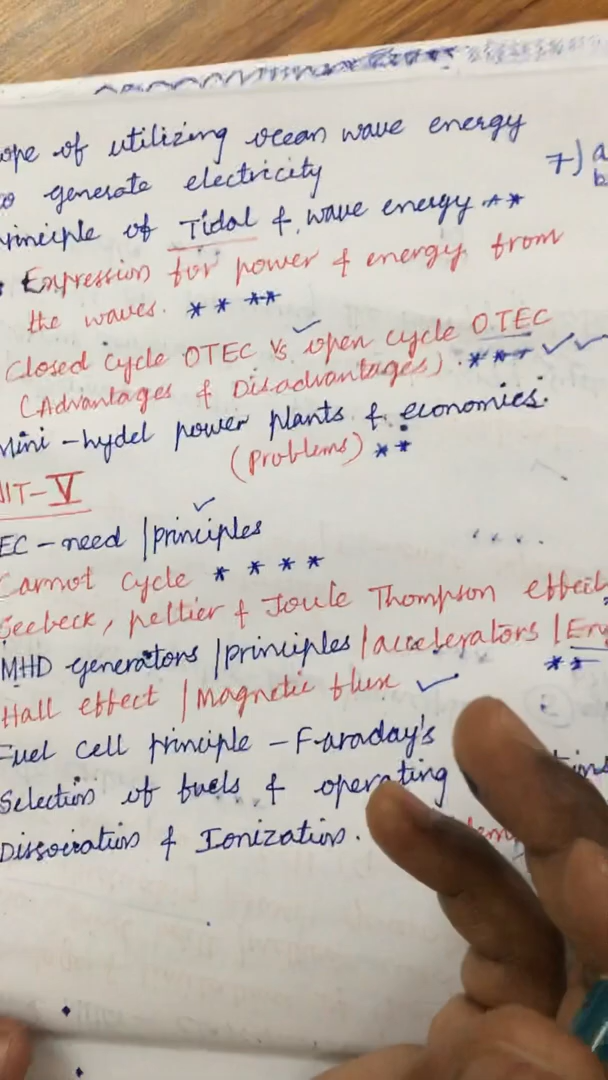 ope of utilizing ocean wave energy
to generate electricity
rinciple of Tidal & wave energy **
7) a
b
Expression for power & energy from
the waves. ** **
Closed cycle OTEC Vs open cycle OTEC
(Advantages & Disadvantages). *** ✓✓
Mini-hydel power plants & economics.
(problems) **
NIT-V
EC - need / principles
Carnot cycle * * * *
Seebeck, peltier & Joule Thompson effect
MHD generators / principles / accelerators / Eng
**
Hall effect / Magnetic flux ✓
Fuel cell principle - Faraday's
Selection of fuels & operating
Dissociation & Ionization.